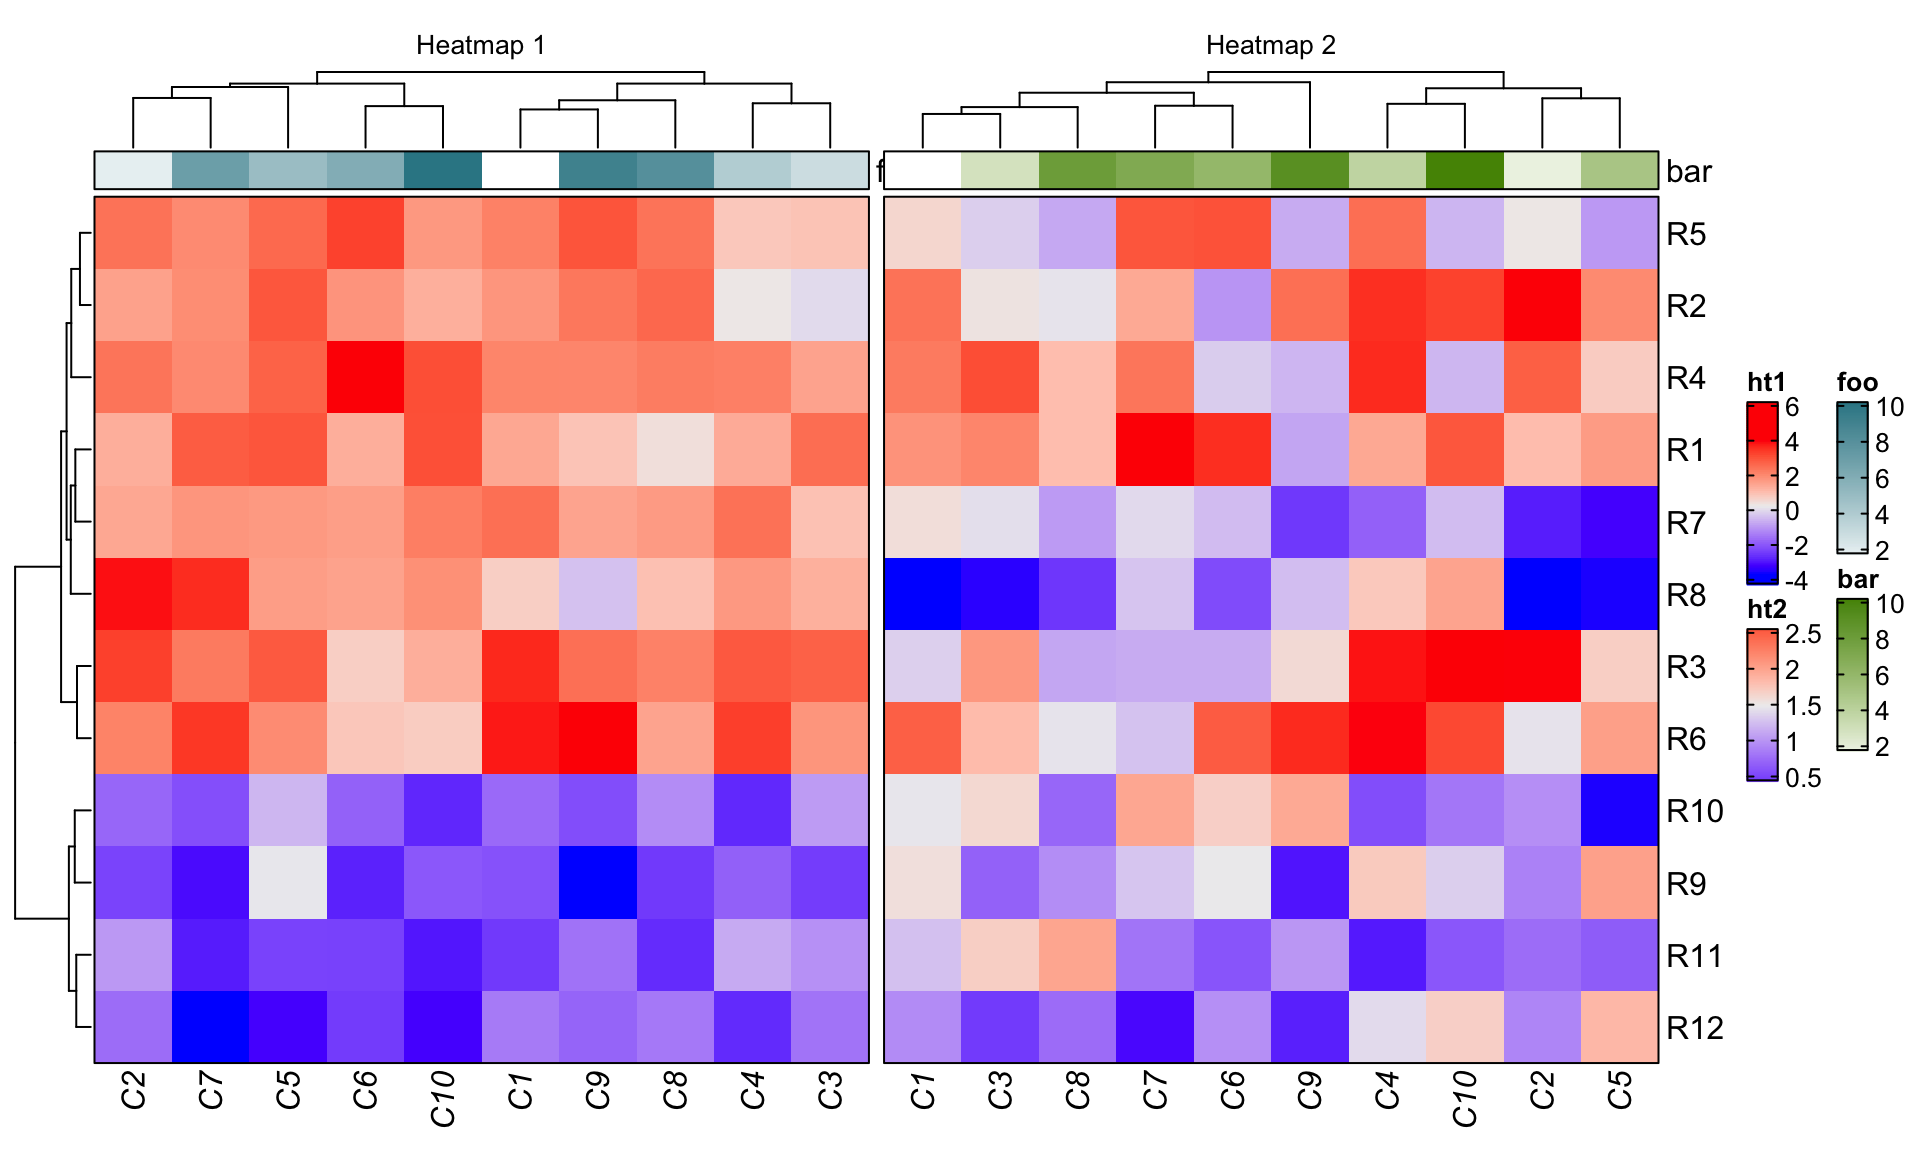 Heatmap 1
Heatmap 2
f
bar
R5
R2
R4
R1
R7
R8
R3
R6
R10
R9
R11
R12
C2 C7 C5 C6 C10 C1 C9 C8 C4 C3
C1 C3 C8 C7 C6 C9 C4 C10 C2 C5
ht1
6
4
2
0
-2
-4
ht2
2.5
2
1.5
1
0.5
foo
10
8
6
4
2
bar
10
8
6
4
2